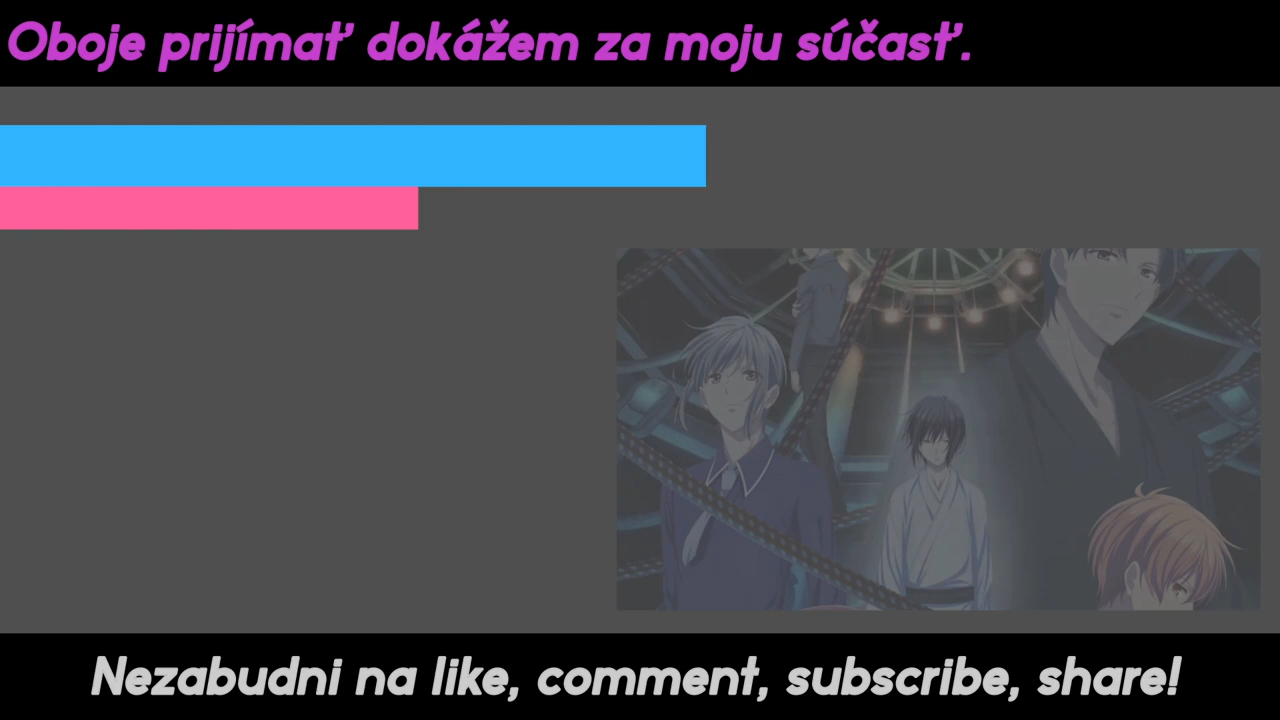 Oboje prijímať dokážem za moju súčasť.
Nezabudni na like, comment, subscribe, share!